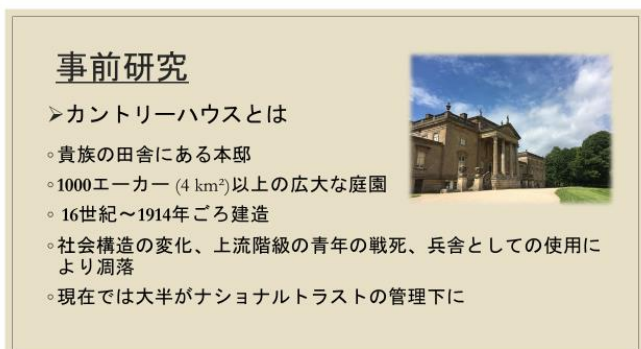 事前研究
➢カントリーハウスとは
◦貴族の田舎にある本邸
◦1000エーカー (4 km²)以上の広大な庭園
◦ 16世紀～1914年ごろ建造
◦社会構造の変化、上流階級の青年の戦死、兵舎としての使用に
より凋落
◦現在では大半がナショナルトラストの管理下に